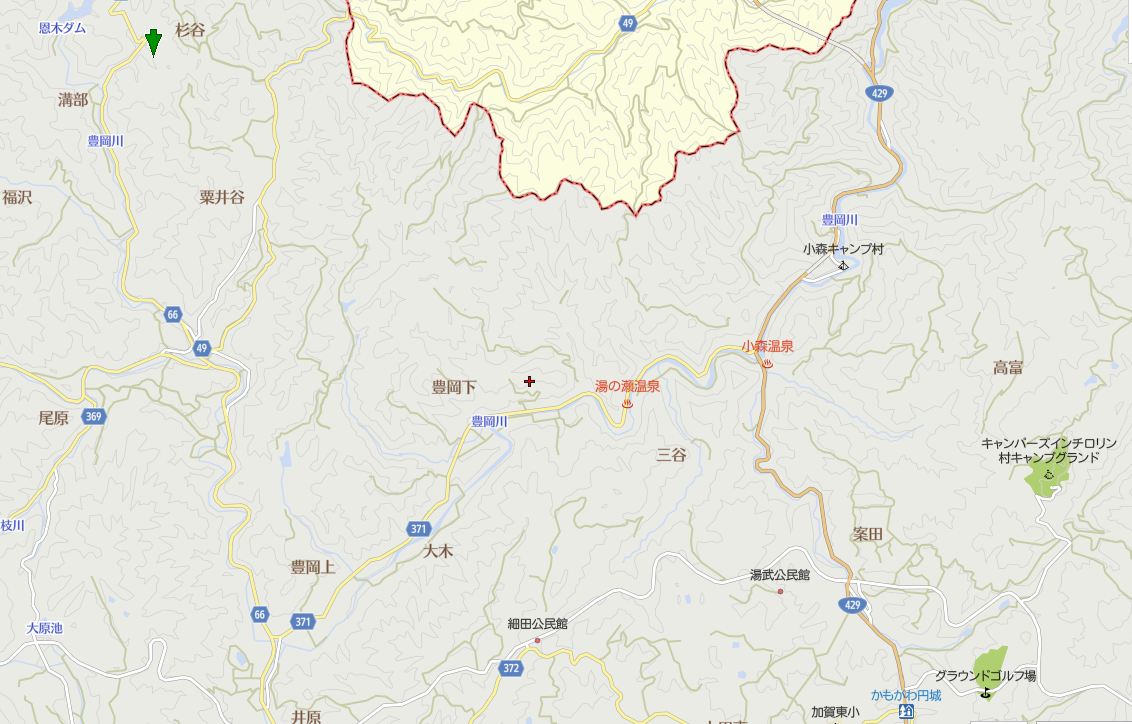 恩木ダム
杉谷
49
429
溝部
豊岡川
福沢
粟井谷
豊岡川
小森キャンプ村
66
49
小森温泉
高富
豊岡下
湯の瀬温泉
尾原
369
豊岡川
キャンパーズインチロリン
村キャンプグランド
三谷
枝川
371
大木
案田
豊岡上
湯武公民館
66
371
429
大原池
細田公民館
372
グラウンドゴルフ場
かもがわ円城
加賀東小
井原